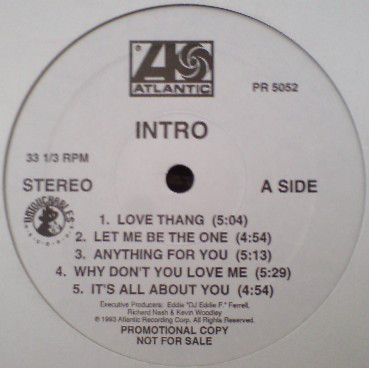 ATLANTIC
PR 5052
INTRO
33 1/3 RPM
STEREO
A SIDE
UNTOUCHABLES
1. LOVE THANG (5:04)
2. LET ME BE THE ONE (4:54)
3. ANYTHING FOR YOU (5:13)
4. WHY DON'T YOU LOVE ME (5:29)
5. IT'S ALL ABOUT YOU (4:54)
Executive Producers: Eddie "DJ Eddie F." Ferrell,
Richard Nash & Kevin Woodley
© 1993 Atlantic Recording Corp. All Rights Reserved.
PROMOTIONAL COPY
NOT FOR SALE